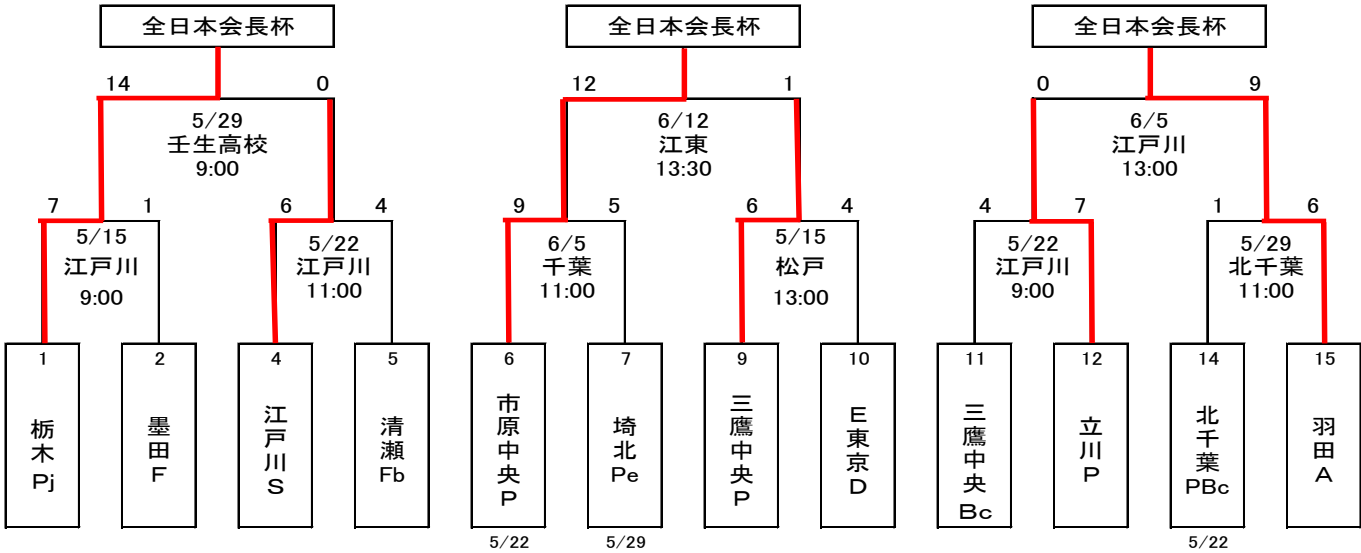 全日本会長杯 全日本会長杯 全日本会長杯
14 0 12 1 0 9
5/29 6/12 6/5
壬生高校 江東 江戸川
9:00 13:30 13:00
7 1 6 4 9 5 6 4 4 7 1 6
5/15 5/22 6/5 5/15 5/22 5/29
江戸川 江戸川 千葉 松戸 江戸川 北千葉
9:00 11:00 11:00 13:00 9:00 11:00
1 2 4 5 6 7 9 10 11 12 14 15
栃木Pj
墨田F
江戸川S
清瀬Fb
市原中央P
埼北Pe
三鷹中央P
E東京D
三鷹中央Bc
立川P
北千葉PBc
羽田A
5/22 5/29 5/22